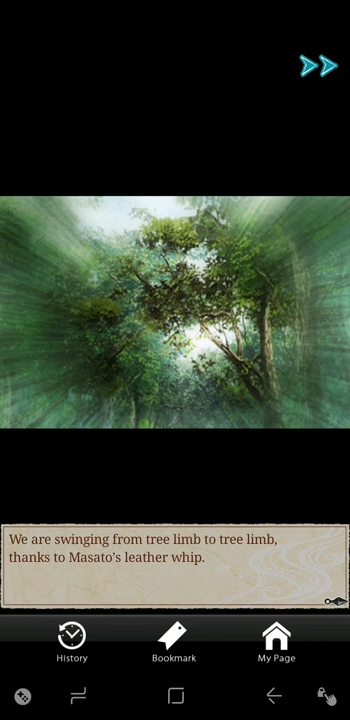 We are swinging from tree limb to tree limb,
thanks to Masato's leather whip.
History
Bookmark
My Page